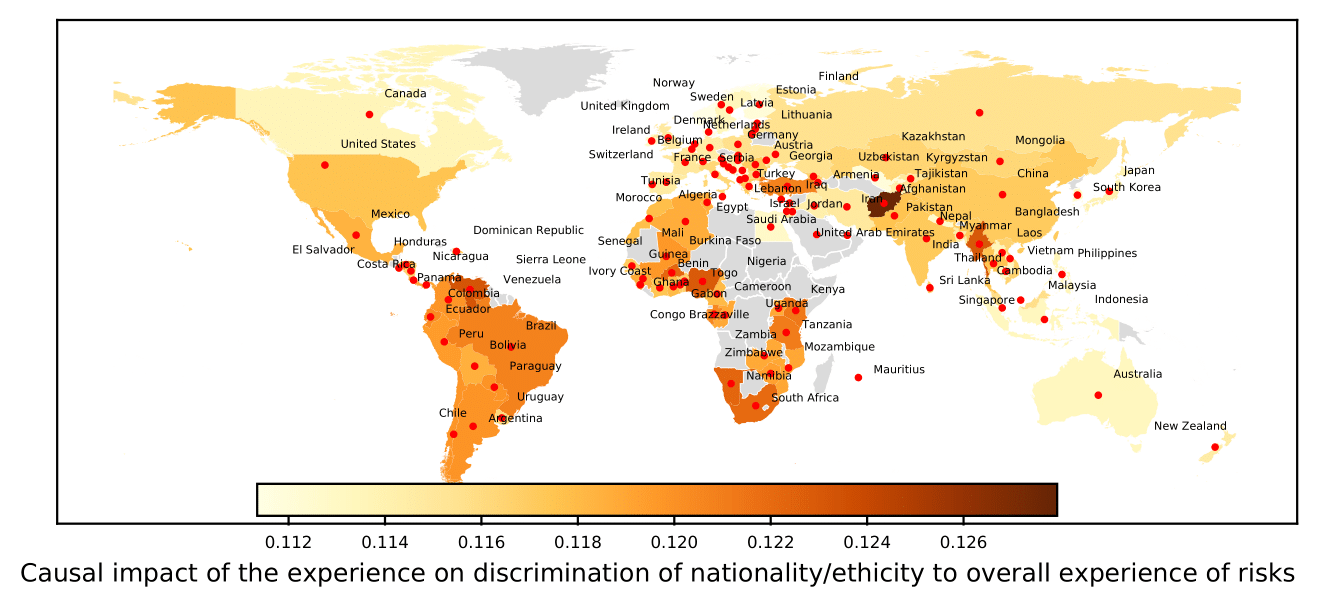 Norway
Finland
Canada
Estonia
Sweden
Latvia
United Kingdom
Lithuania
Denmark
Netherlands
Ireland
Germany
Kazakhstan
Mongolia
United States
Belgium
Austria
Switzerland
France
Serbia
Georgia
Uzbekistan
Kyrgyzstan
Japan
Turkey
Armenia
Tajikistan
China
Tunisia
Lebanon
Iraq
Afghanistan
South Korea
Morocco
Algeria
Iran
Egypt
Israel
Jordan
Pakistan
Bangladesh
Mexico
Saudi Arabia
Nepal
Myanmar
Dominican Republic
Mali
United Arab Emirates
Laos
El Salvador
Honduras
Senegal
Burkina Faso
India
Vietnam
Philippines
Nicaragua
Sierra Leone
Guinea
Nigeria
Thailand
Costa Rica
Benin
Cambodia
Panama
Venezuela
Ivory Coast
Togo
Sri Lanka
Malaysia
Colombia
Ghana
Gabon
Cameroon
Kenya
Singapore
Indonesia
Ecuador
Congo Brazzaville
Uganda
Brazil
Tanzania
Peru
Zambia
Bolivia
Zimbabwe
Mozambique
Paraguay
Namibia
Mauritius
Australia
Uruguay
South Africa
Chile
Argentina
New Zealand
0.112 0.114 0.116 0.118 0.120 0.122 0.124 0.126
Causal impact of the experience on discrimination of nationality/ethicity to overall experience of risks